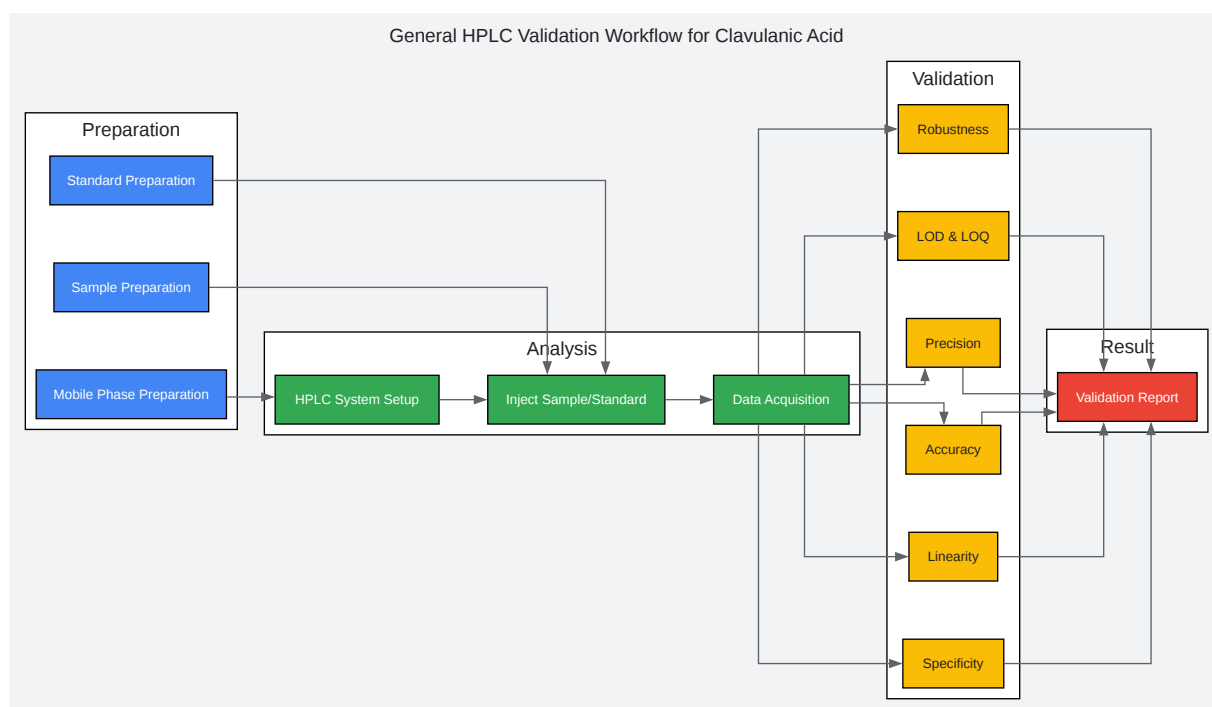 General HPLC Validation Workflow for Clavulanic Acid
Preparation
Standard Preparation
Sample Preparation
Mobile Phase Preparation
Analysis
HPLC System Setup
Inject Sample/Standard
Data Acquisition
Validation
Robustness
LOD & LOQ
Precision
Accuracy
Linearity
Specificity
Result
Validation Report